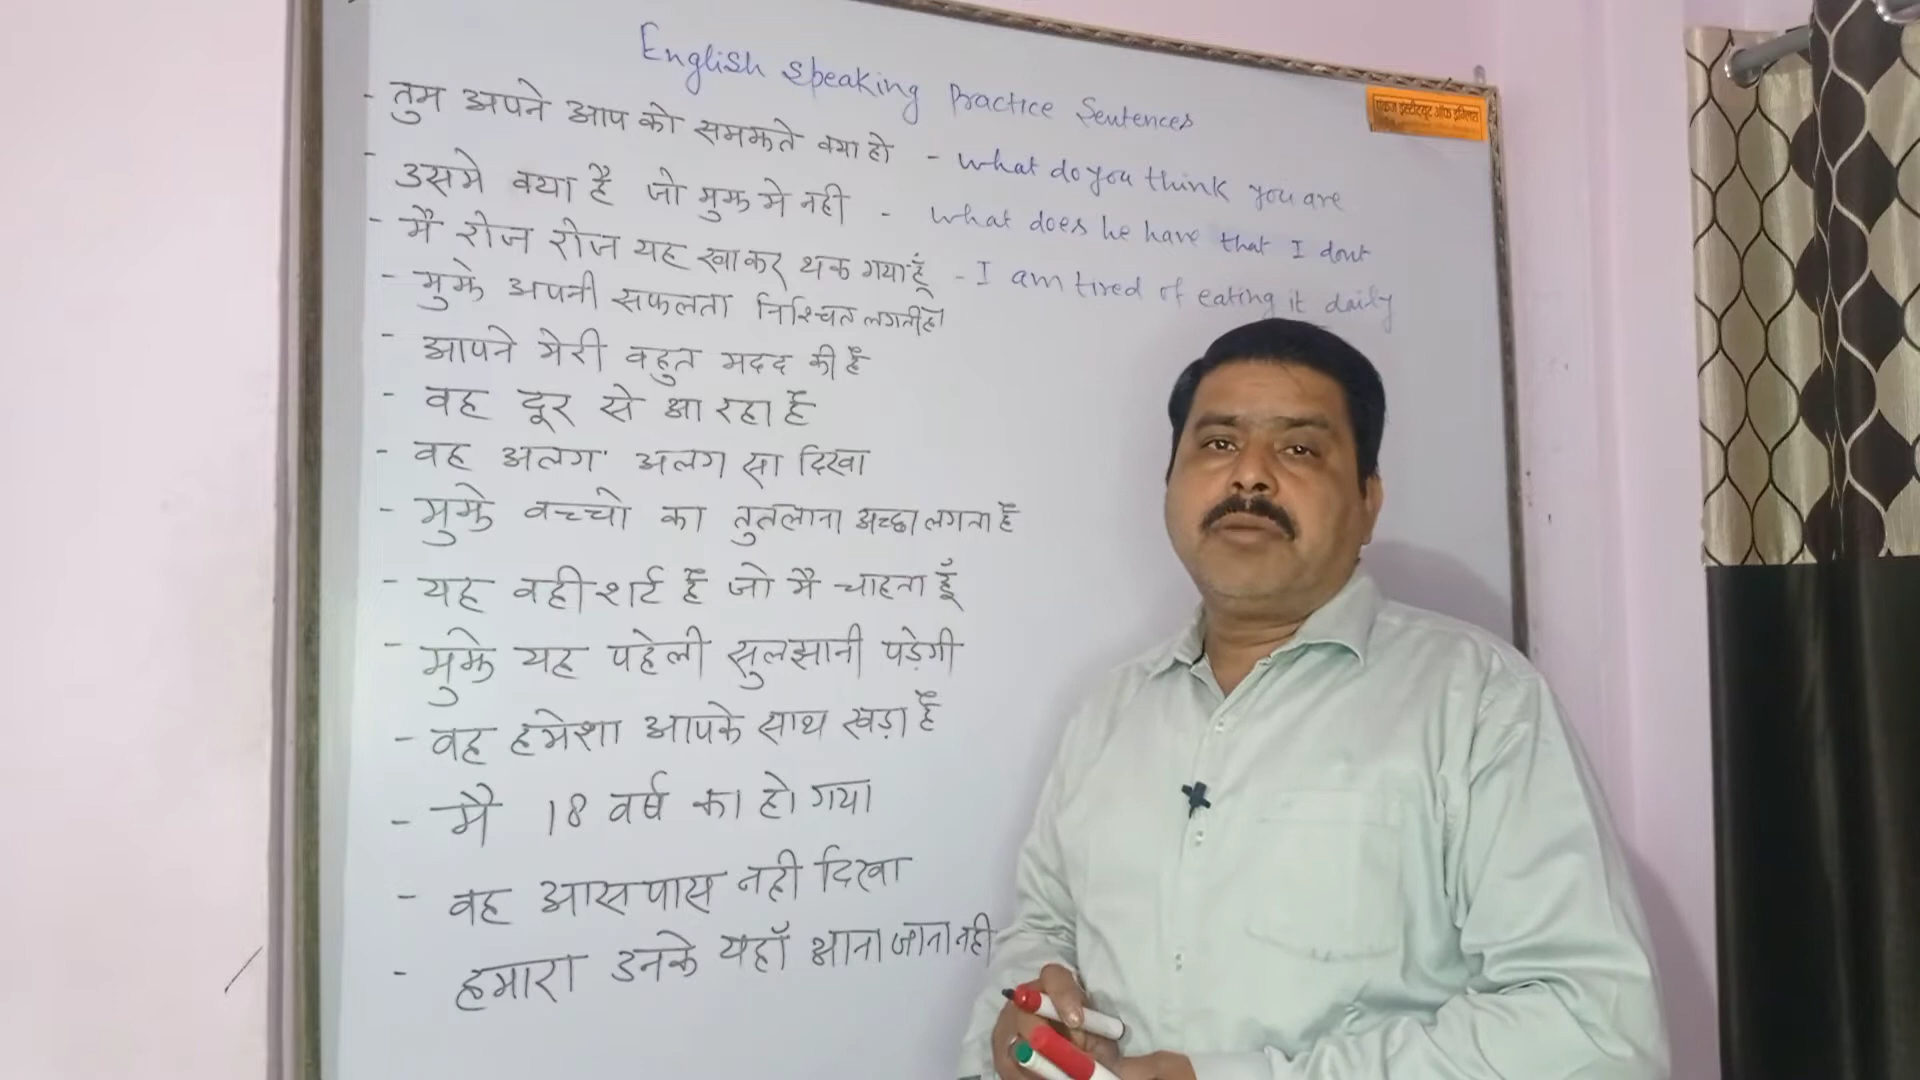 English Speaking Practice Sentences
इंस्टीट्यूट ऑफ इंग्लिश
- तुम अपने आप को समझते क्या हो - what do you think you are
- उसमे क्या है जो मुझ मे नही - what does he have that I dont
- मै रोज रोज यह खाकर थक गया हूँ - I am tired of eating it daily
- मुझे अपनी सफलता निश्चित लगती है
- आपने मेरी बहुत मदद की है
- वह दूर से आ रहा है
- वह अलग अलग सा दिखा
- मुझे बच्चो का तुतलाना अच्छा लगता है
- यह वही शर्ट है जो मै चाहता हूँ
- मुझे यह पहेली सुलझानी पड़ेगी
- वह हमेशा आपके साथ खड़ा है
- मै 18 वर्ष का हो गया
- वह आसपास नही दिखा
- हमारा उनके यहाँ आना जाना नही